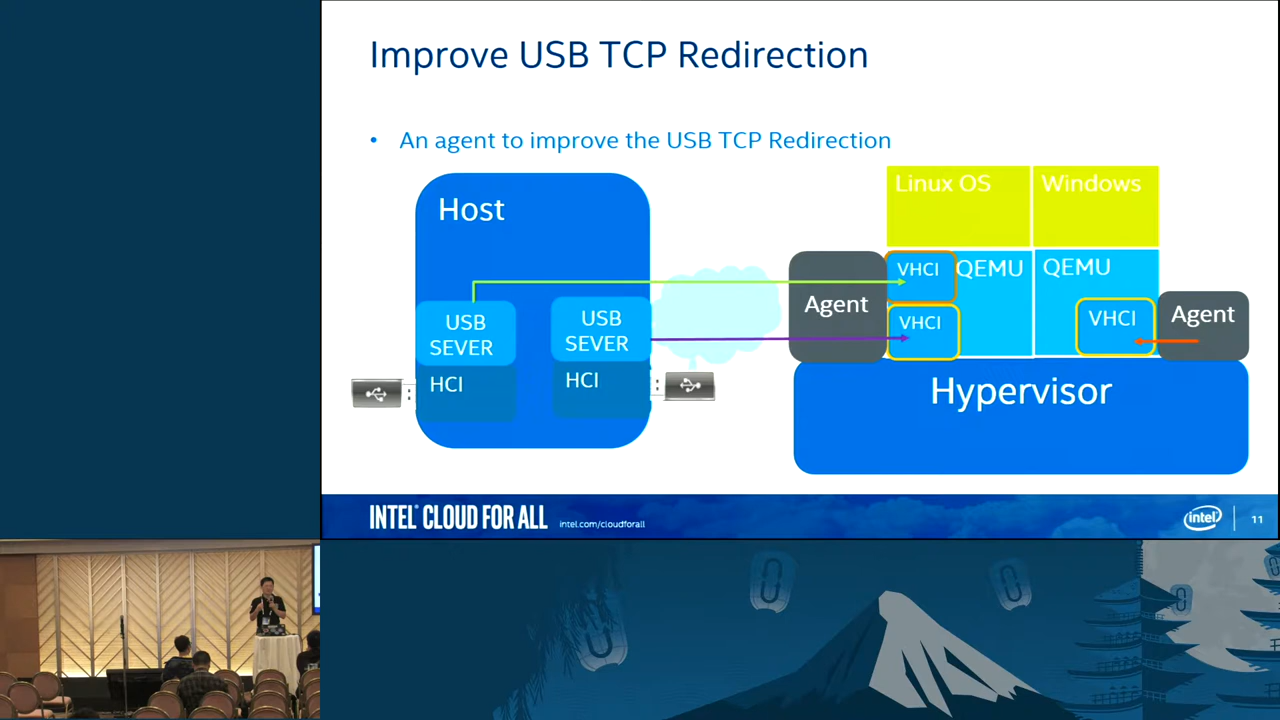 Improve USB TCP Redirection
• An agent to improve the USB TCP Redirection
Host
USB
SEVER
HCI
USB
SEVER
HCI
Linux OS
Windows
Agent
VHCI
QEMU
VHCI
QEMU
VHCI
Agent
Hypervisor
INTEL® CLOUD FOR ALL
intel.com/cloudforall
intel
11